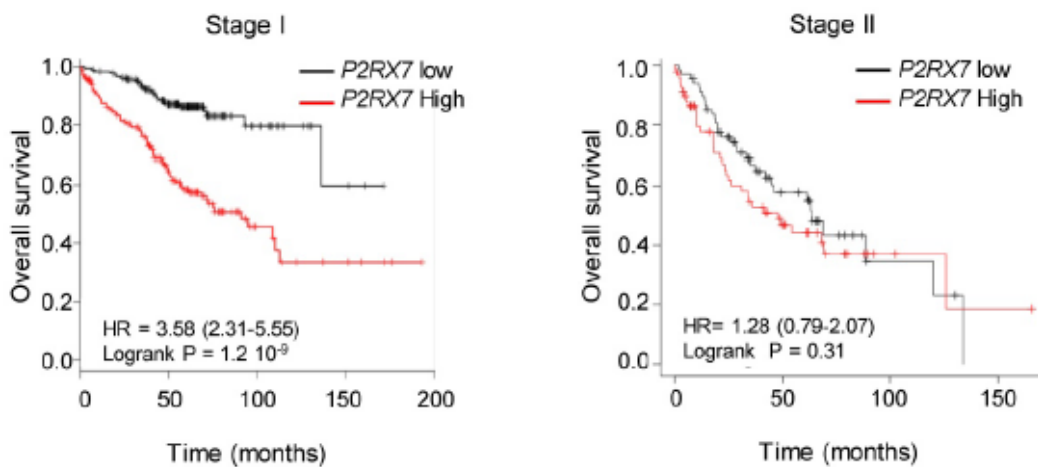 Stage I
P2RX7 low
P2RX7 High
Overall survival
1.0
0.8
0.6
0.4
0.2
0.0
HR = 3.58 (2.31-5.55)
Logrank P = 1.2 10⁻⁹
0 50 100 150 200
Time (months)
Stage II
P2RX7 low
P2RX7 High
Overall survival
1.0
0.8
0.6
0.4
0.2
0.0
HR= 1.28 (0.79-2.07)
Logrank P = 0.31
0 50 100 150
Time (months)